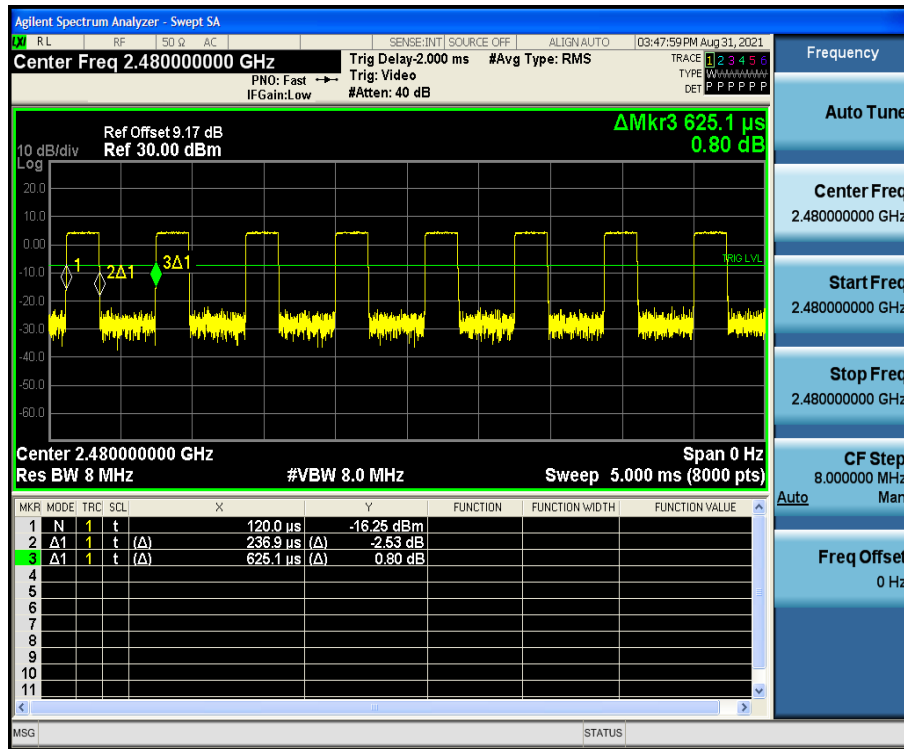 Agilent Spectrum Analyzer - Swept SA
LXI RL RF 50 Ω AC SENSE:INT SOURCE OFF ALIGN AUTO 03:47:59 PM Aug 31, 2021
Center Freq 2.480000000 GHz
PNO: Fast
IFGain:Low
Trig Delay-2.000 ms
Trig: Video
#Atten: 40 dB
#Avg Type: RMS
TRACE 1 2 3 4 5 6
TYPE WWWWWW
DET P P P P P P
Ref Offset 9.17 dB
10 dB/div Ref 30.00 dBm
Log
ΔMkr3 625.1 µs
0.80 dB
20.0
10.0
0.00
-10.0
-20.0
-30.0
-40.0
-50.0
-60.0
1
2Δ1
3Δ1
TRIG LVL
Center 2.480000000 GHz Span 0 Hz
Res BW 8 MHz #VBW 8.0 MHz Sweep 5.000 ms (8000 pts)
MKR MODE TRC SCL X Y FUNCTION FUNCTION WIDTH FUNCTION VALUE
1 N 1 t 120.0 µs -16.25 dBm
2 Δ1 1 t (Δ) 236.9 µs (Δ) -2.53 dB
3 Δ1 1 t (Δ) 625.1 µs (Δ) 0.80 dB
4
5
6
7
8
9
10
11
MSG STATUS
Frequency
Auto Tune
Center Freq
2.480000000 GHz
Start Freq
2.480000000 GHz
Stop Freq
2.480000000 GHz
CF Step
8.000000 MHz
Auto Man
Freq Offset
0 Hz